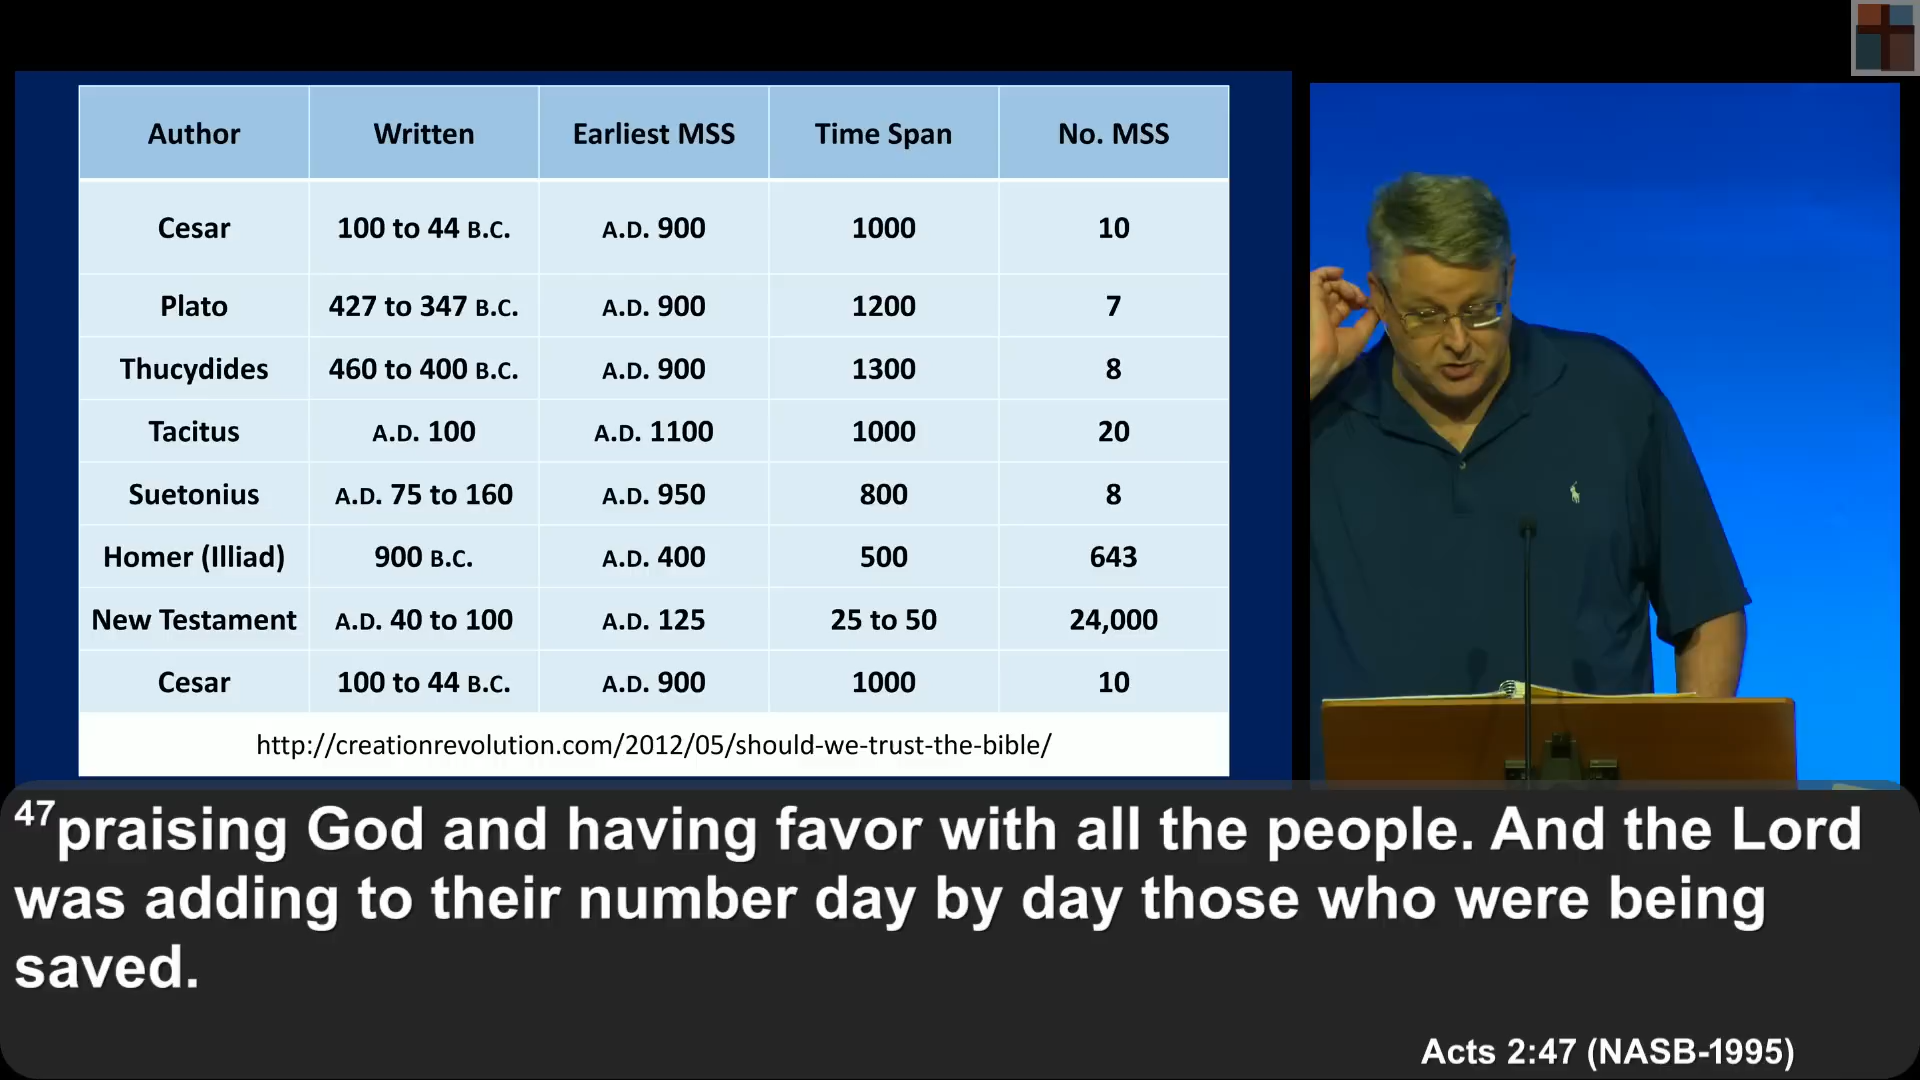 Author Written Earliest MSS Time Span No. MSS
Cesar 100 to 44 B.C. A.D. 900 1000 10
Plato 427 to 347 B.C. A.D. 900 1200 7
Thucydides 460 to 400 B.C. A.D. 900 1300 8
Tacitus A.D. 100 A.D. 1100 1000 20
Suetonius A.D. 75 to 160 A.D. 950 800 8
Homer (Illiad) 900 B.C. A.D. 400 500 643
New Testament A.D. 40 to 100 A.D. 125 25 to 50 24,000
Cesar 100 to 44 B.C. A.D. 900 1000 10
http://creationrevolution.com/2012/05/should-we-trust-the-bible/
47praising God and having favor with all the people. And the Lord
was adding to their number day by day those who were being
saved.
Acts 2:47 (NASB-1995)